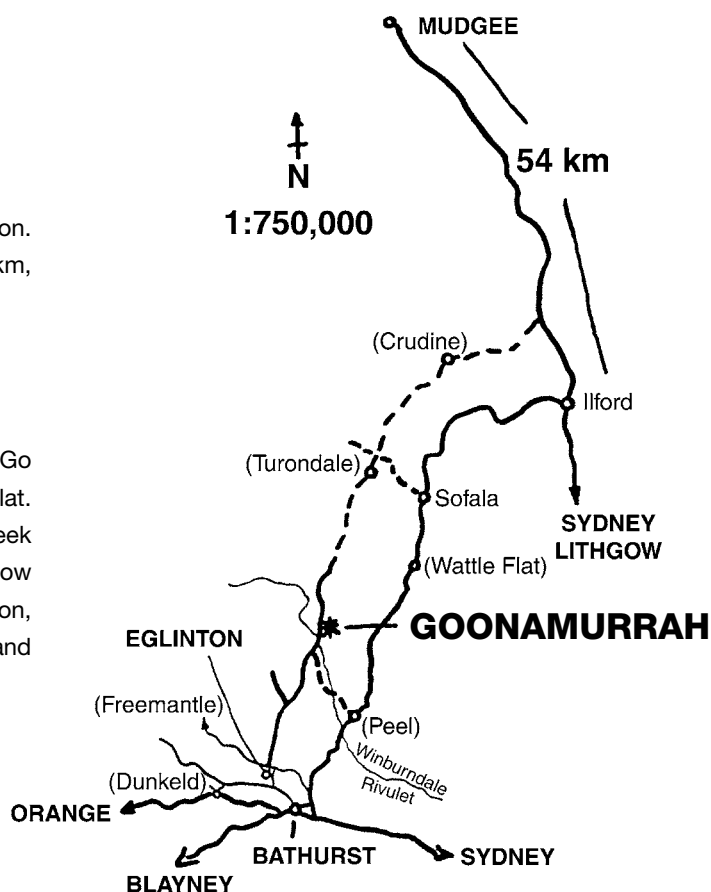 MUDGEE
54 km
N
1:750,000
on.
km,
(Crudine)
Ilford
Go
(Turondale)
lat.
Sofala
eek
SYDNEY
LITHGOW
ow
(Wattle Flat)
on,
GOONAMURRAH
and
EGLINTON
(Freemantle)
(Peel)
Winburndale
Rivulet
(Dunkeld)
ORANGE
BATHURST
SYDNEY
BLAYNEY